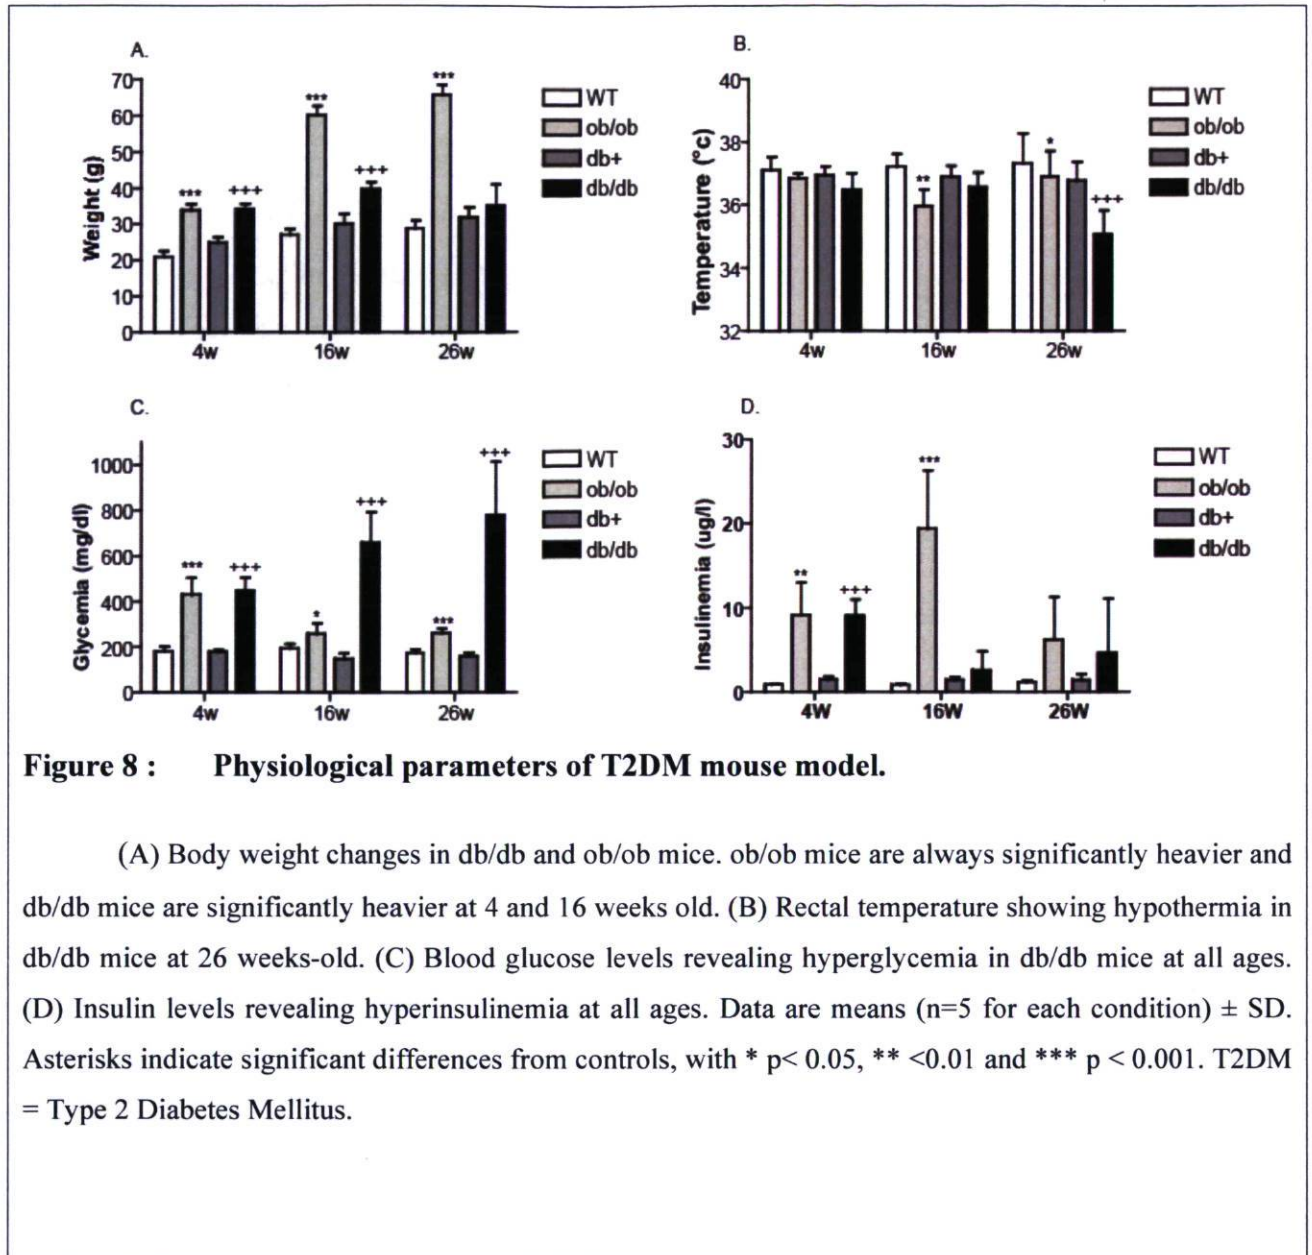 A.
70
60
50
40
30
20
10
0
Weight (g)
***
+++
***
+++
***
4w
16w
26w
WT
ob/ob
db+
db/db
B.
40
38
36
34
32
Temperature (°c)
**
*
+++
4w
16w
26w
WT
ob/ob
db+
db/db
C.
1000
800
600
400
200
0
Glycemia (mg/dl)
***
+++
*
+++
***
+++
4w
16w
26w
WT
ob/ob
db+
db/db
D.
30
20
10
0
Insulinemia (ug/l)
**
+++
***
4W
16W
26W
WT
ob/ob
db+
db/db
Figure 8 : Physiological parameters of T2DM mouse model.
(A) Body weight changes in db/db and ob/ob mice. ob/ob mice are always significantly heavier and
db/db mice are significantly heavier at 4 and 16 weeks old. (B) Rectal temperature showing hypothermia in
db/db mice at 26 weeks-old. (C) Blood glucose levels revealing hyperglycemia in db/db mice at all ages.
(D) Insulin levels revealing hyperinsulinemia at all ages. Data are means (n=5 for each condition) ± SD.
Asterisks indicate significant differences from controls, with * p< 0.05, ** <0.01 and *** p < 0.001. T2DM
= Type 2 Diabetes Mellitus.